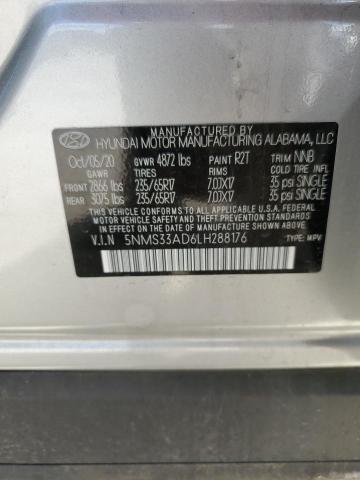 HYUNDAI MOTOR MANUFACTURING ALABAMA, LLC
Oct/05/20 GVWR 4872 lbs PAINT R2T TRIM NNB
GAWR TIRES RIMS COLD TIRE INFL
FRONT 2866 lbs 235/65R17 7.0JX17 35 psi SINGLE
REAR 3075 lbs 235/65R17 7.0JX17 35 psi SINGLE
THIS VEHICLE CONFORMS TO ALL APPLICABLE U.S.A. FEDERAL MOTOR
VEHICLE SAFETY, BUMPER, AND THEFT PREVENTION STANDARDS IN EFFECT
ON THE DATE OF MANUFACTURE SHOWN ABOVE.
V.I.N 5NMS33AD6LH288176 TYPE: MPV